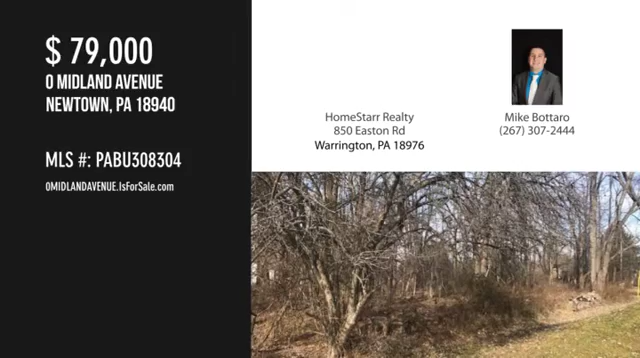 $ 79,000
0 MIDLAND AVENUE
NEWTOWN, PA 18940
MLS #: PABU308304
0MIDLANDAVENUE.IsForSale.com
HomeStarr Realty
850 Easton Rd
Warrington, PA 18976
Mike Bottaro
(267) 307-2444